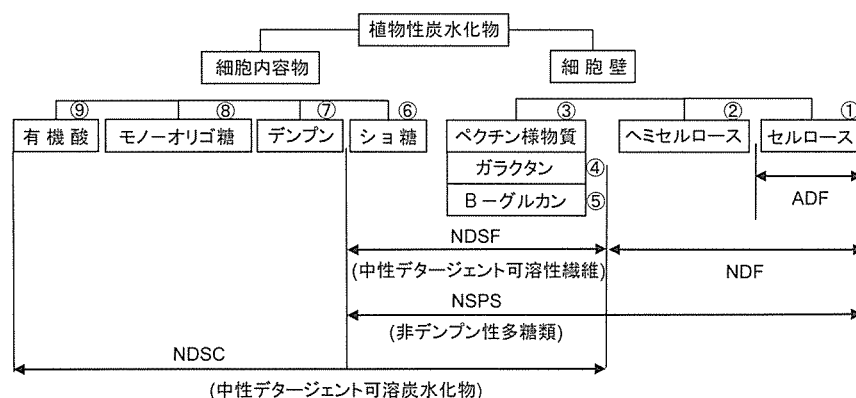 植物性炭水化物
細胞内容物
細 胞 壁
⑨ ⑧ ⑦ ⑥ ③ ② ①
有 機 酸 モノーオリゴ糖 デンプン ショ糖 ペクチン様物質 ヘミセルロース セルロース
ガラクタン ④
B－グルカン ⑤
ADF
NDSF
(中性デタージェント可溶性繊維)
NDF
NSPS
(非デンプン性多糖類)
NDSC
(中性デタージェント可溶炭水化物)